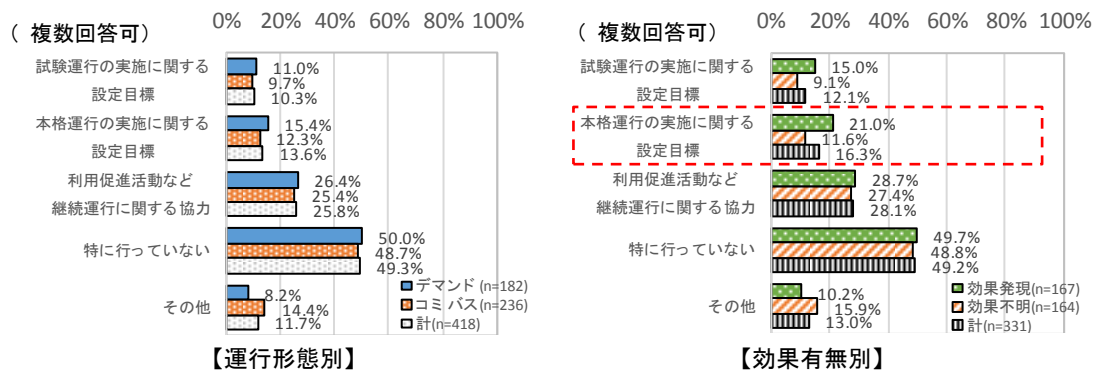 0% 20% 40% 60% 80% 100%
（ 複数回答可）
試験運行の実施に関する
設定目標
11.0%
9.7%
10.3%
本格運行の実施に関する
設定目標
15.4%
12.3%
13.6%
利用促進活動など
継続運行に関する協力
26.4%
25.4%
25.8%
特に行っていない
50.0%
48.7%
49.3%
その他
8.2%
14.4%
11.7%
デマンド (n=182)
コミ バス(n=236)
計(n=418)
【運行形態別】
0% 20% 40% 60% 80% 100%
（ 複数回答可）
試験運行の実施に関する
設定目標
15.0%
9.1%
12.1%
本格運行の実施に関する
設定目標
21.0%
11.6%
16.3%
利用促進活動など
継続運行に関する協力
28.7%
27.4%
28.1%
特に行っていない
49.7%
48.8%
49.2%
その他
10.2%
15.9%
13.0%
効果発現(n=167)
効果不明(n=164)
計(n=331)
【効果有無別】